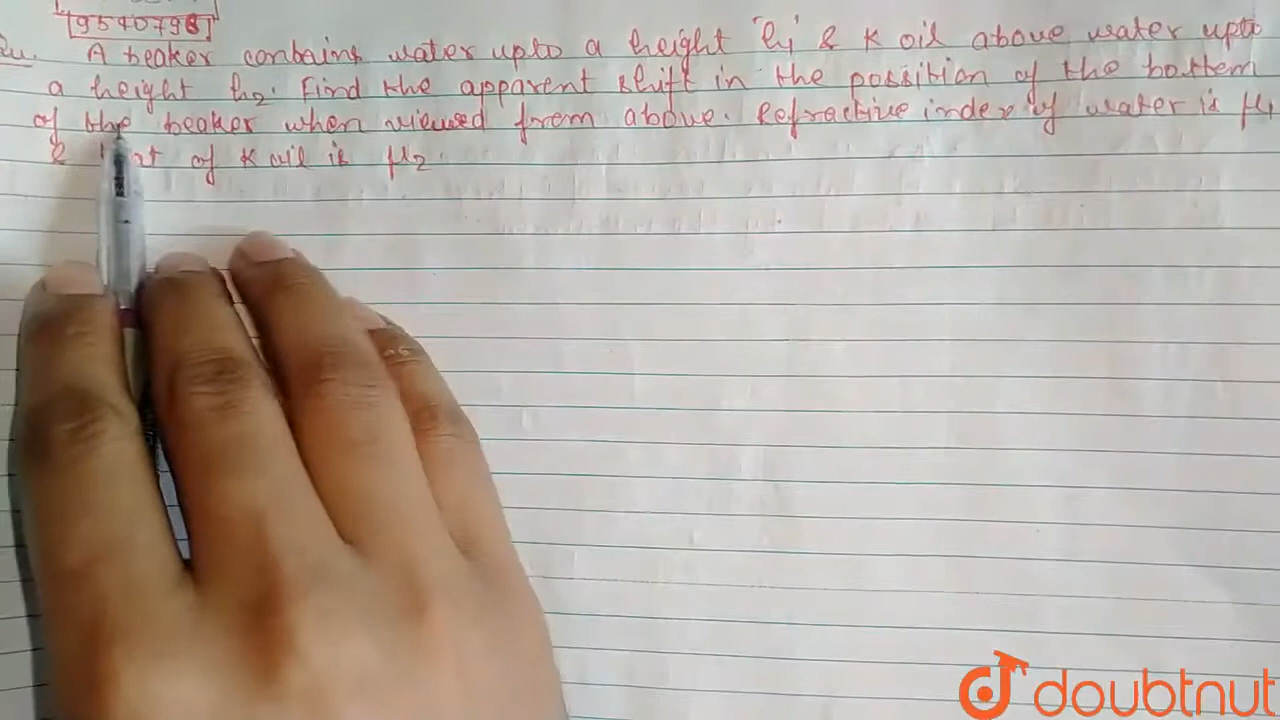 9540798
Qu. A beaker contains water upto a height h1 & K oil above water upto
a height h2. Find the apparent shift in the possition of the bottem
of the beaker when viewed from above. Refractive index of water is μ1
& of K oil is μ2.
doubtnut